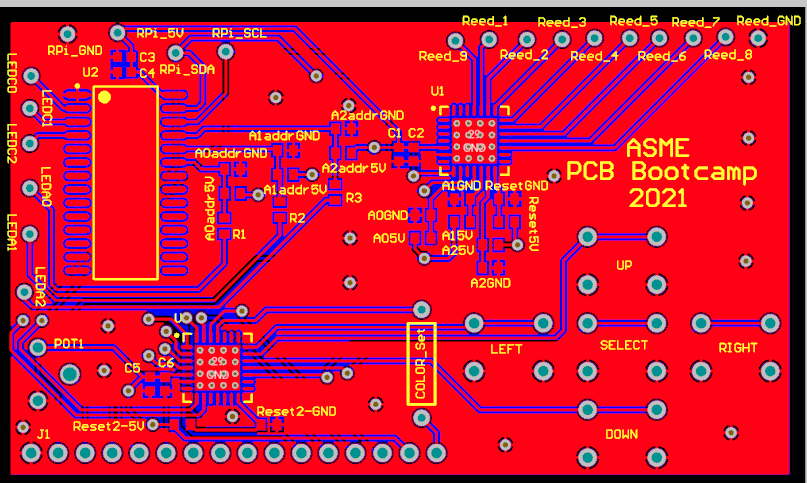 Reed_1
Reed_3
Reed_5
Reed_7
Reed_GND
RPi_5V
RPi_SCL
RPi_GND
Reed_9
Reed_2
Reed_4
Reed_6
Reed_8
C3
RPi_SDA
U2
C4
LEDC0
LEDC1
U1
A2addrGND
A1addrGND
C1 C2
29
GND
LEDC2
A0addrGND
A2addr5V
ASME
PCB Bootcamp
2021
LEDA0
A0addr5V
A1addr5V
R3
A1GND
ResetGND
Reset5V
R2
A0GND
LEDA1
R1
A05V
A15V
A25V
UP
LEDA2
A2GND
POT1
COLOR_Set
LEFT
SELECT
RIGHT
C5
C6
29
GND
Reset2-GND
Reset2-5V
J1
DOWN